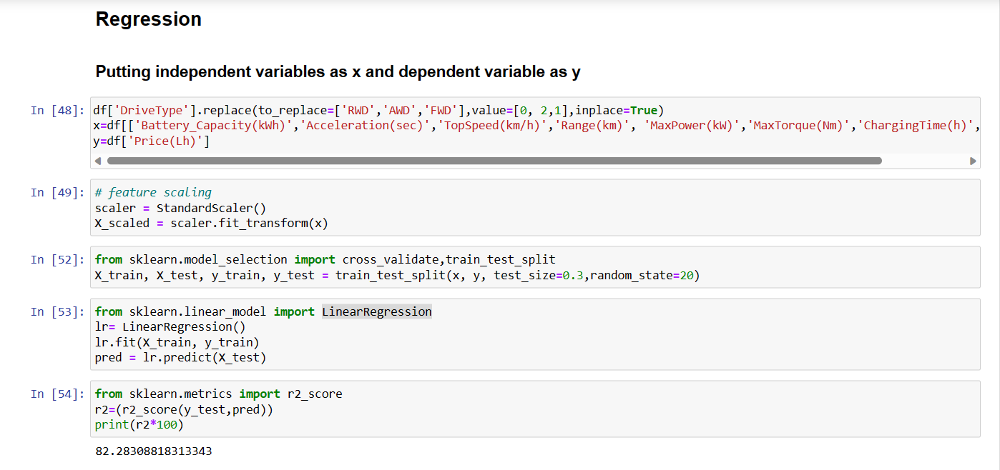 Regression
Putting independent variables as x and dependent variable as y
In [48]: df['DriveType'].replace(to_replace=['RWD','AWD','FWD'],value=[0, 2,1],inplace=True)
x=df[['Battery_Capacity(kWh)','Acceleration(sec)','TopSpeed(km/h)','Range(km)', 'MaxPower(kW)','MaxTorque(Nm)','ChargingTime(h)',
y=df['Price(Lh)']
In [49]: # feature scaling
scaler = StandardScaler()
X_scaled = scaler.fit_transform(x)
In [52]: from sklearn.model_selection import cross_validate,train_test_split
X_train, X_test, y_train, y_test = train_test_split(x, y, test_size=0.3,random_state=20)
In [53]: from sklearn.linear_model import LinearRegression
lr= LinearRegression()
lr.fit(X_train, y_train)
pred = lr.predict(X_test)
In [54]: from sklearn.metrics import r2_score
r2=(r2_score(y_test,pred))
print(r2*100)
82.28308818313343